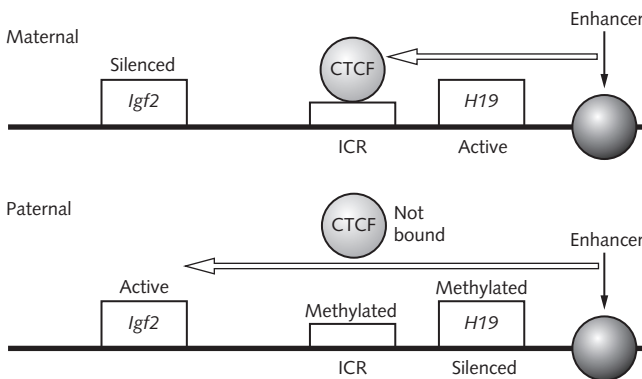 Enhancer
Maternal
Silenced
CTCF
Igf2
H19
ICR
Active
Paternal
CTCF
Not
bound
Enhancer
Active
Methylated
Methylated
Igf2
H19
ICR
Silenced